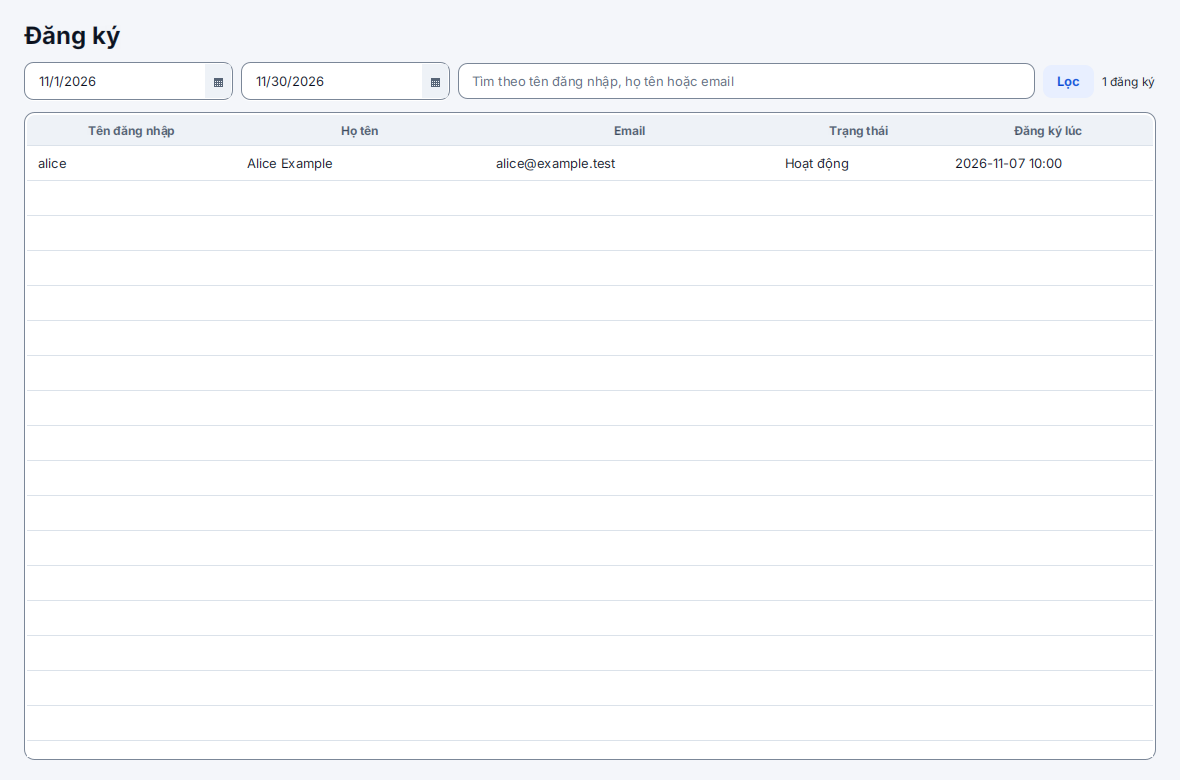 Đăng ký
11/1/2026 11/30/2026 Tìm theo tên đăng nhập, họ tên hoặc email Lọc 1 đăng ký
Tên đăng nhập Họ tên Email Trạng thái Đăng ký lúc
alice Alice Example alice@example.test Hoạt động 2026-11-07 10:00